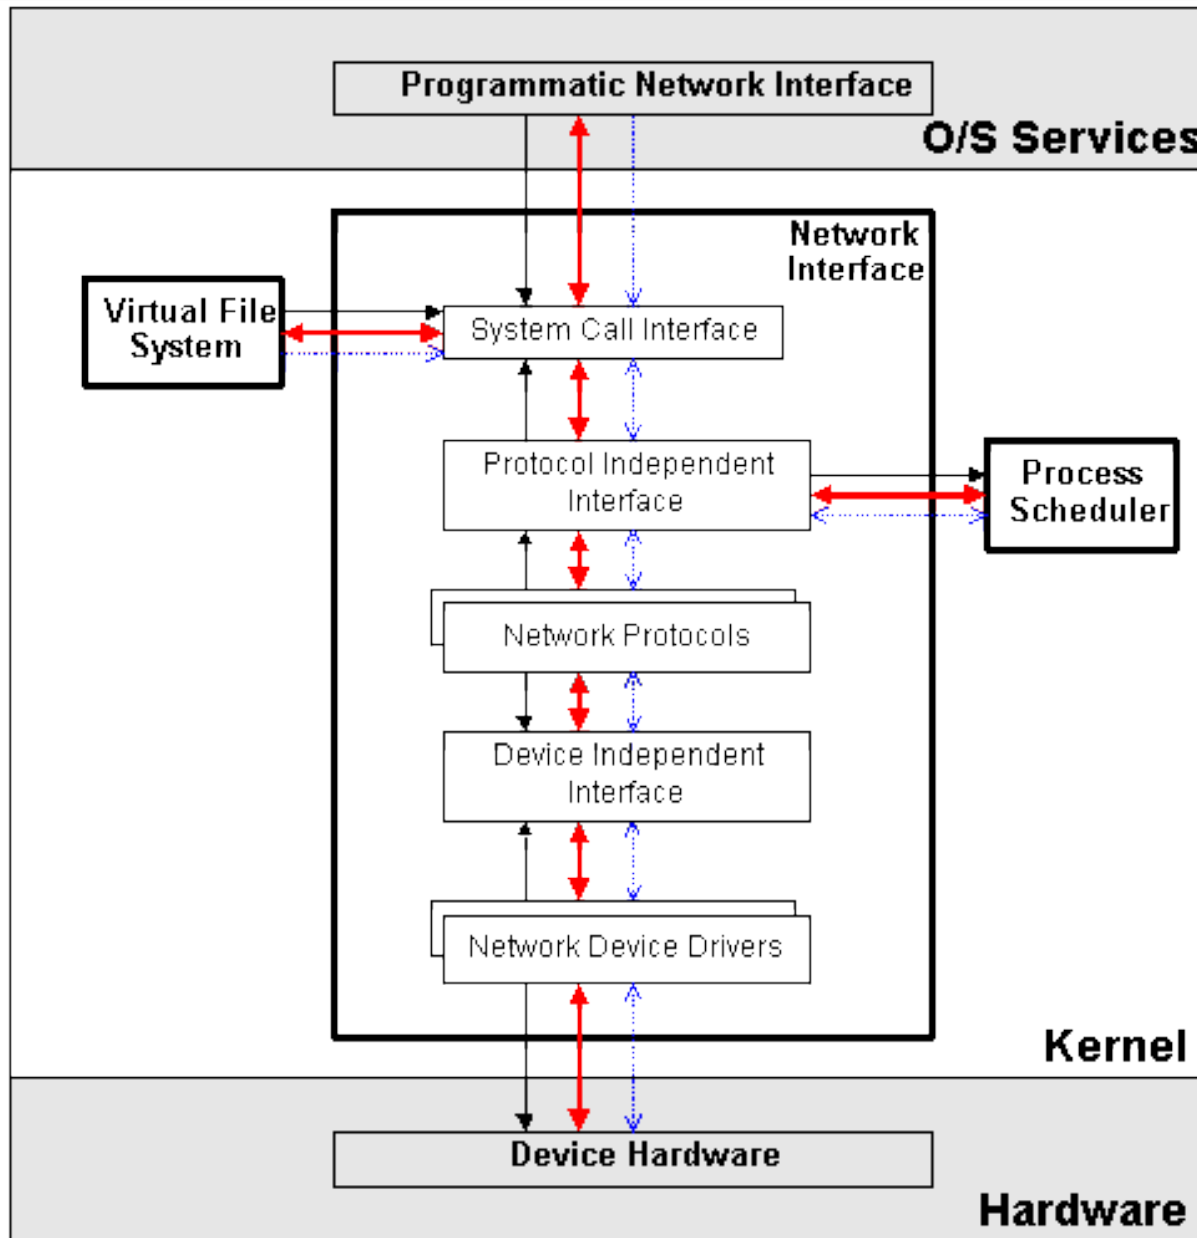 Programmatic Network Interface
O/S Services
Network
Interface
Virtual File
System
System Call Interface
Protocol Independent
Interface
Process
Scheduler
Network Protocols
Device Independent
Interface
Network Device Drivers
Kernel
Device Hardware
Hardware